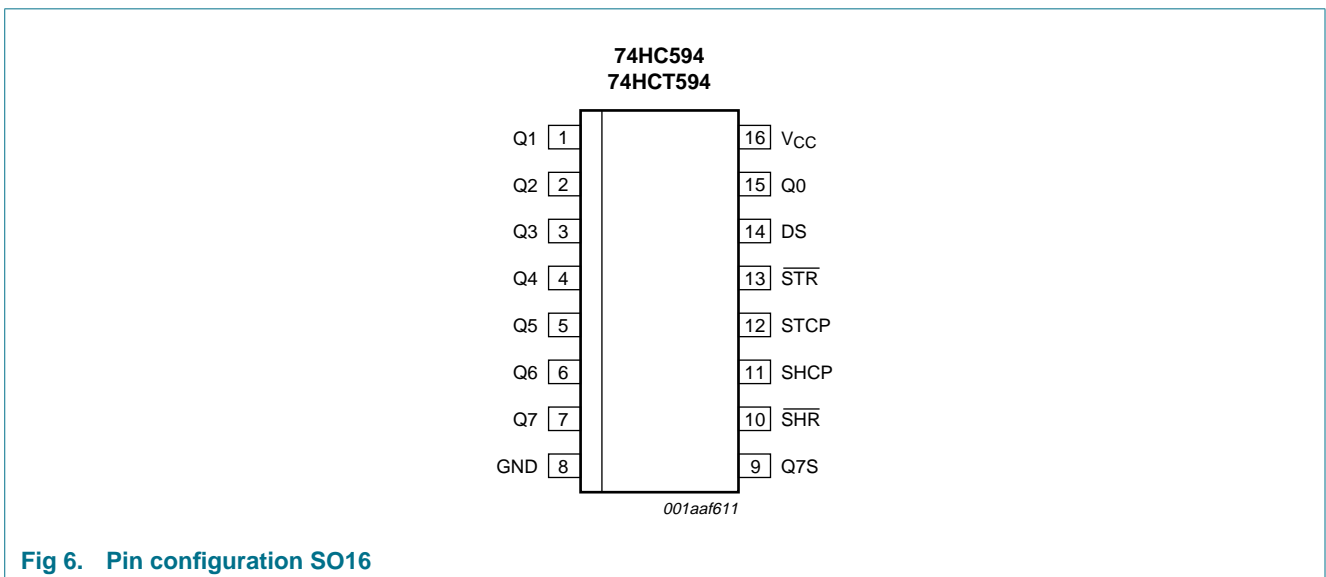 74HC594
74HCT594
Q1 1 16 VCC
Q2 2 15 Q0
Q3 3 14 DS
Q4 4 13 S̅T̅R̅
Q5 5 12 STCP
Q6 6 11 SHCP
Q7 7 10 S̅H̅R̅
GND 8 9 Q7S
001aaf611
Fig 6. Pin configuration SO16